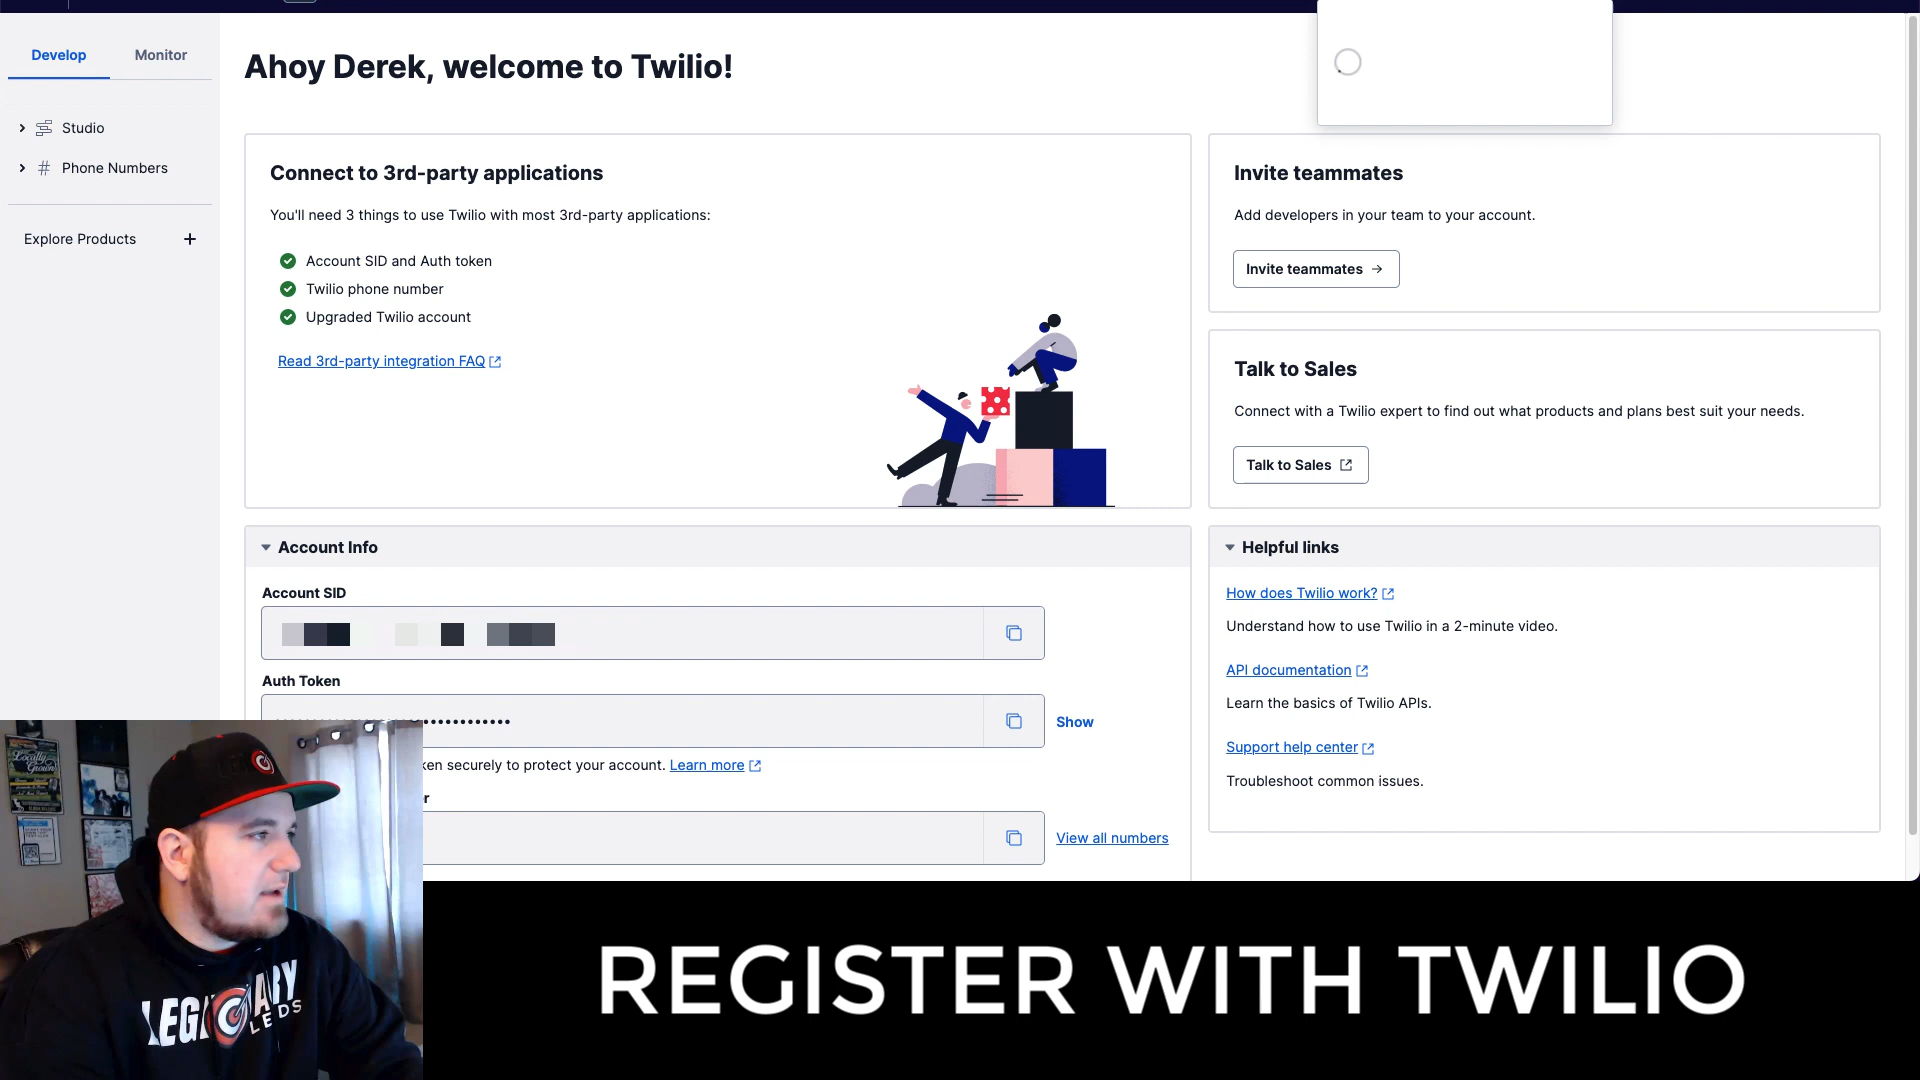 Develop
Monitor
Ahoy Derek, welcome to Twilio!
Studio
Phone Numbers
Explore Products
Connect to 3rd-party applications
You'll need 3 things to use Twilio with most 3rd-party applications:
Account SID and Auth token
Twilio phone number
Upgraded Twilio account
Read 3rd-party integration FAQ
Invite teammates
Add developers in your team to your account.
Invite teammates
Talk to Sales
Connect with a Twilio expert to find out what products and plans best suit your needs.
Talk to Sales
Account Info
Account SID
Auth Token
Show
securely to protect your account. Learn more
View all numbers
Helpful links
How does Twilio work?
Understand how to use Twilio in a 2-minute video.
API documentation
Learn the basics of Twilio APIs.
Support help center
Troubleshoot common issues.
Locally
Grown
LEDS
REGISTER WITH TWILIO